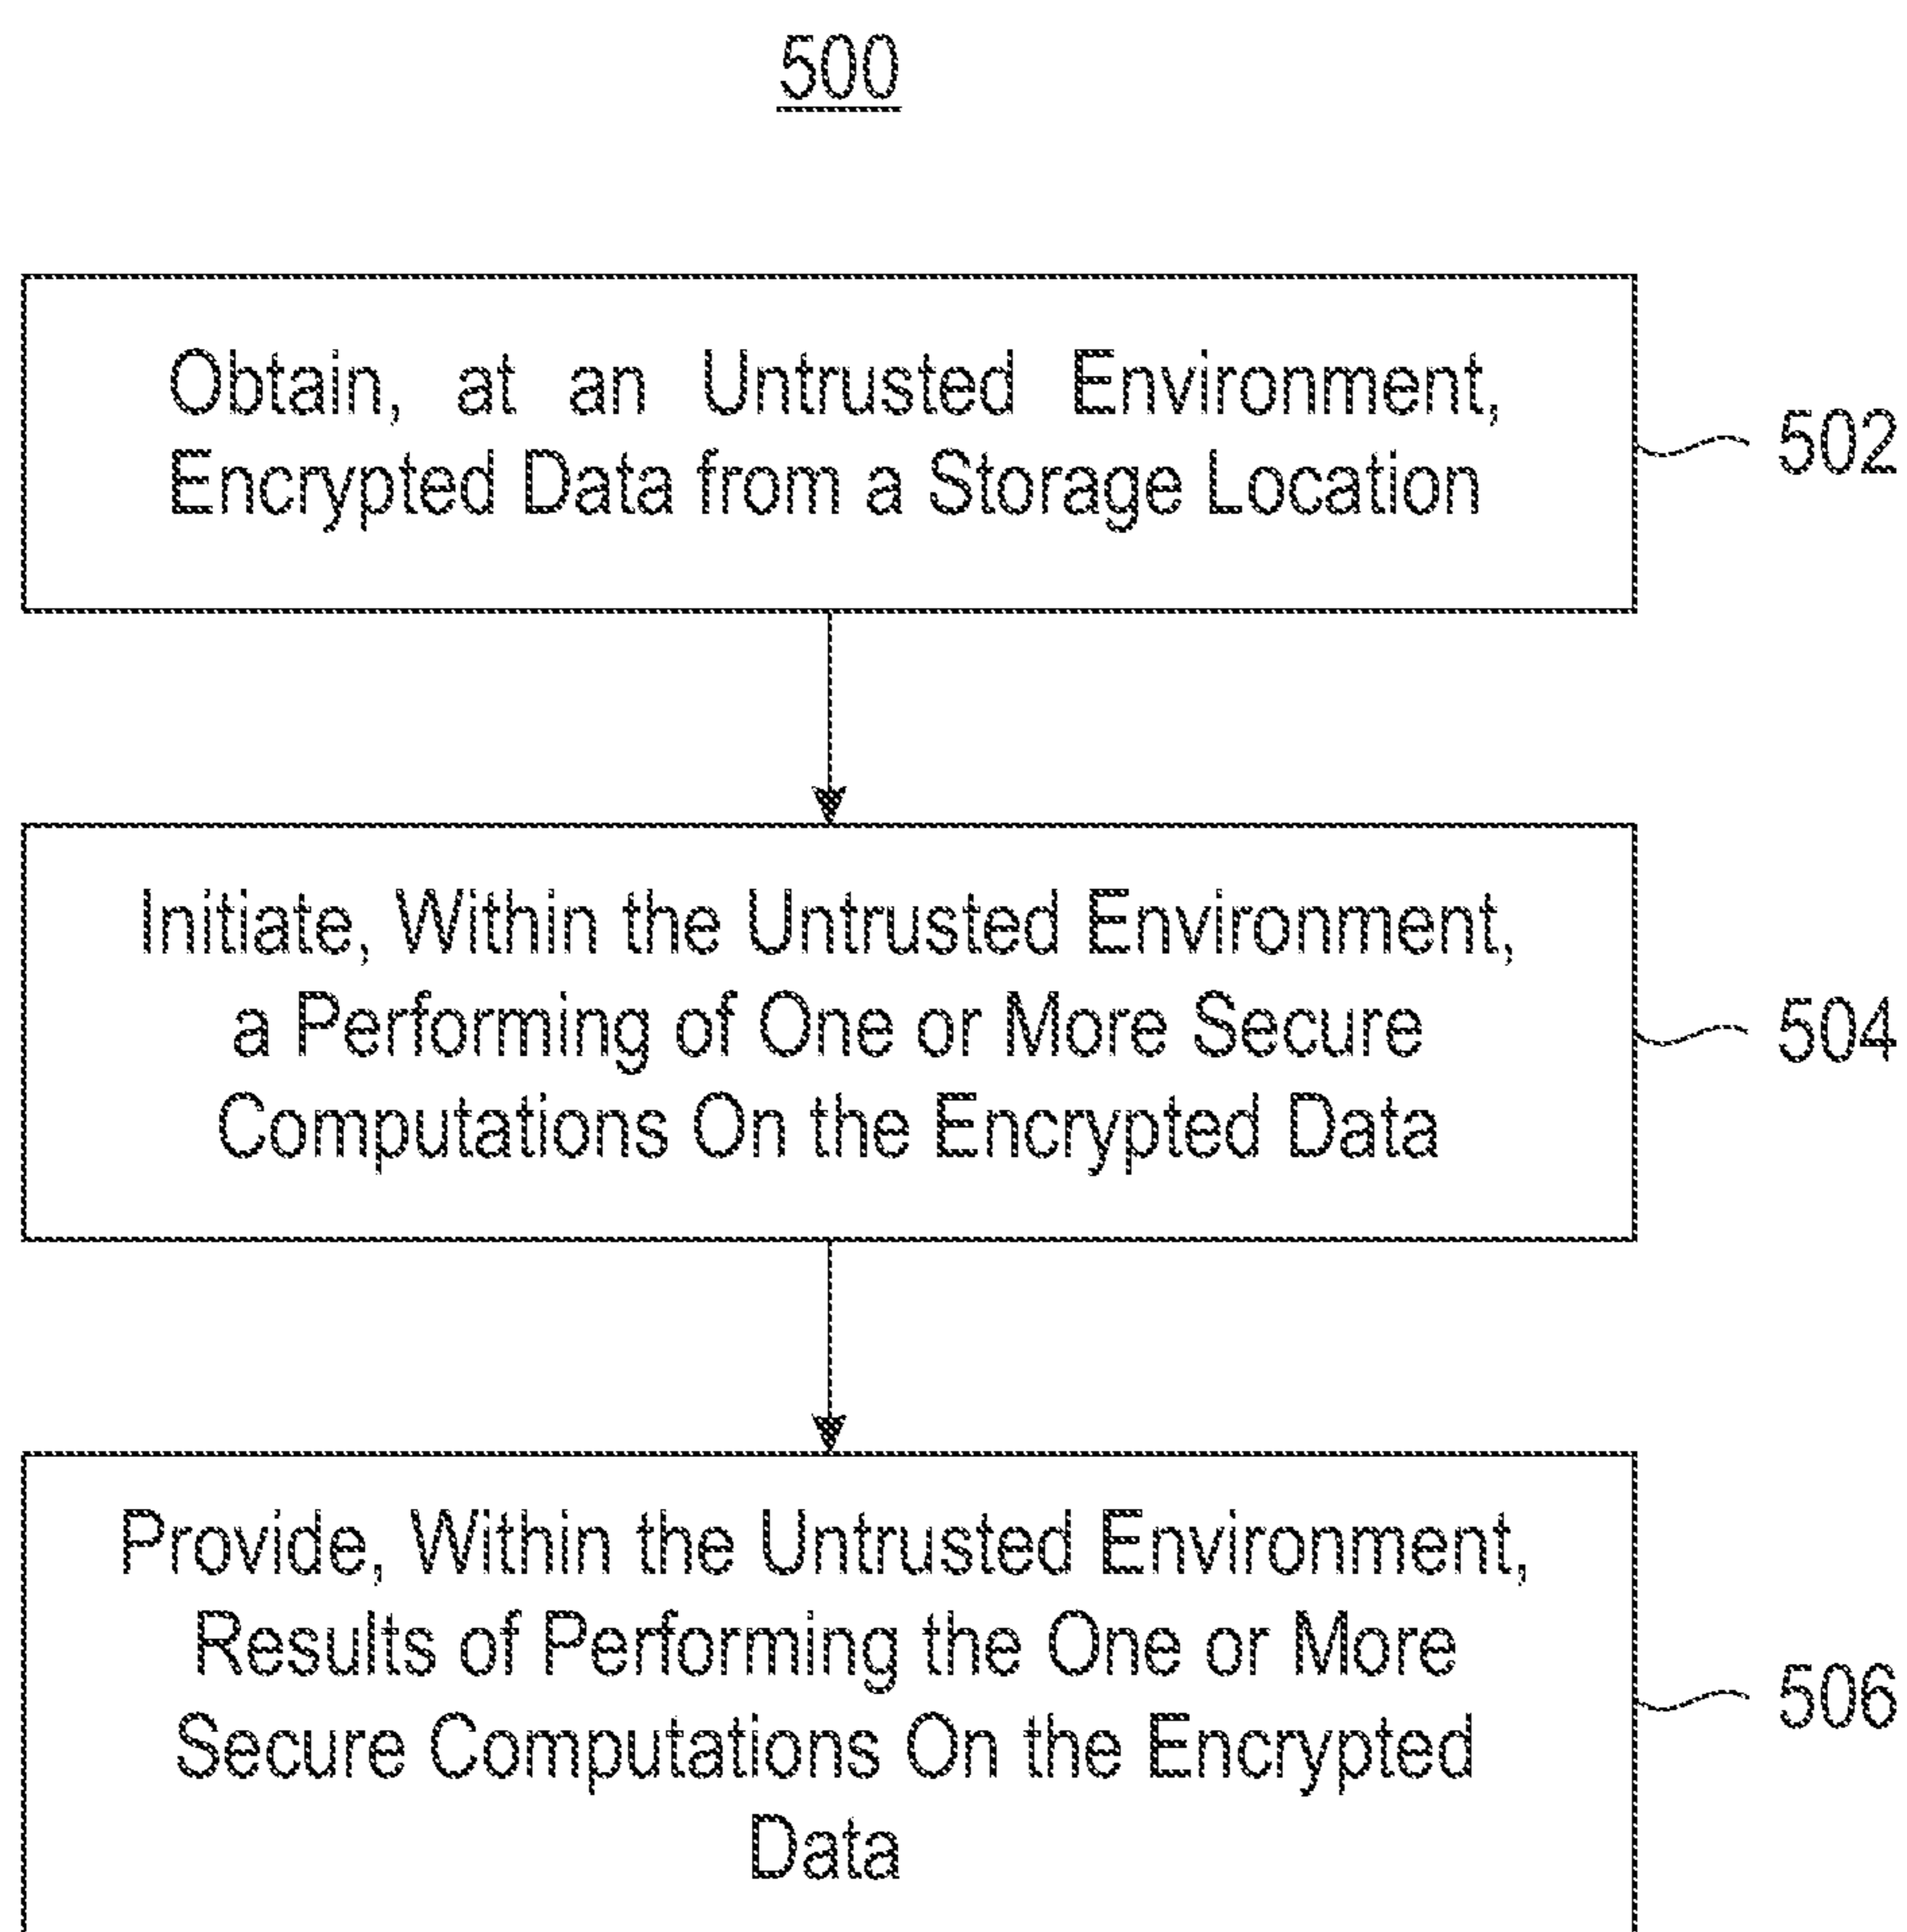 500
Obtain, at an Untrusted Environment,
Encrypted Data from a Storage Location
502
Initiate, Within the Untrusted Environment,
a Performing of One or More Secure
Computations On the Encrypted Data
504
Provide, Within the Untrusted Environment,
Results of Performing the One or More
Secure Computations On the Encrypted
Data
506